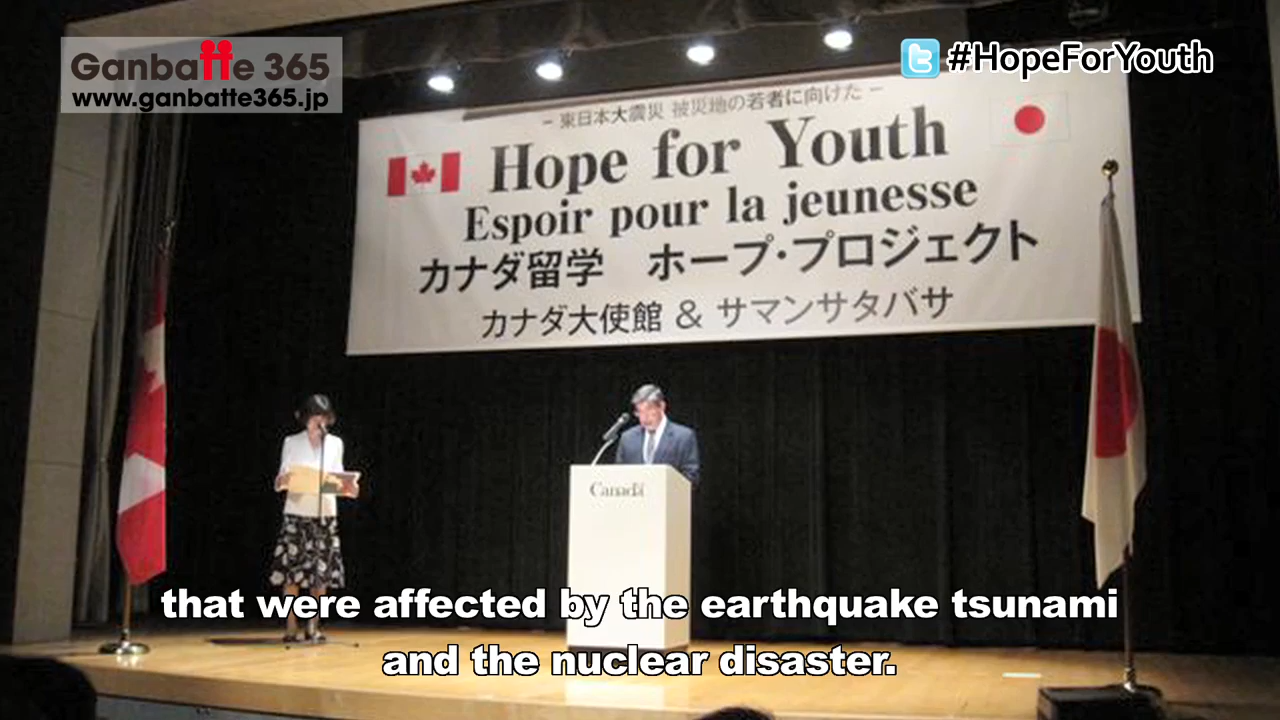 Ganbatte 365
www.ganbatte365.jp
#HopeForYouth
− 東日本大震災 被災地の若者に向けた −
Hope for Youth
Espoir pour la jeunesse
カナダ留学 ホープ・プロジェクト
カナダ大使館 & サマンサタバサ
Canada
that were affected by the earthquake tsunami
and the nuclear disaster.